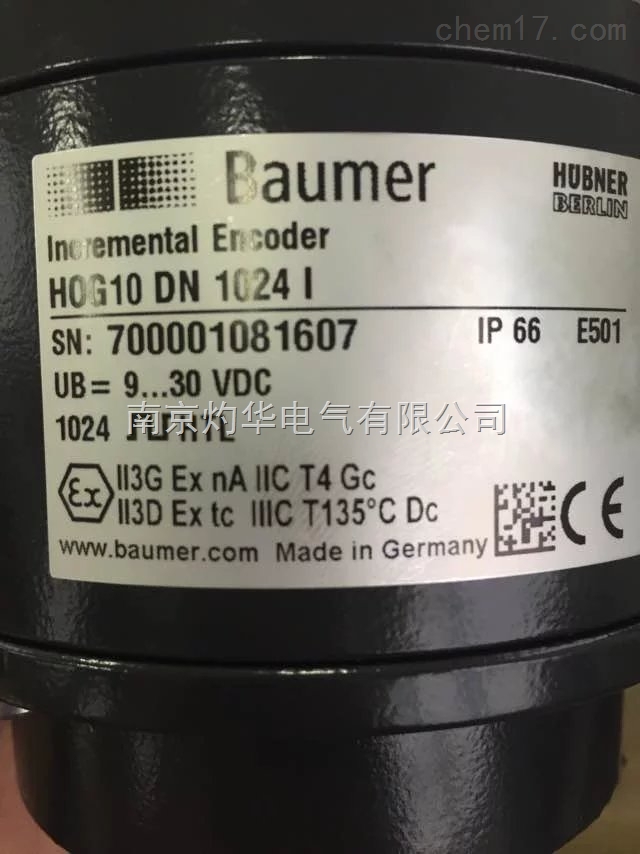 chem17.com
Baumer
HÜBNER
BERLIN
Incremental Encoder
HOG10 DN 1024 I
SN: 700001081607 IP 66 E501
UB = 9...30 VDC
南京灼华电气有限公司
1024
Ex II3G Ex nA IIC T4 Gc
II3D Ex tc IIIC T135°C Dc
www.baumer.com Made in Germany CE